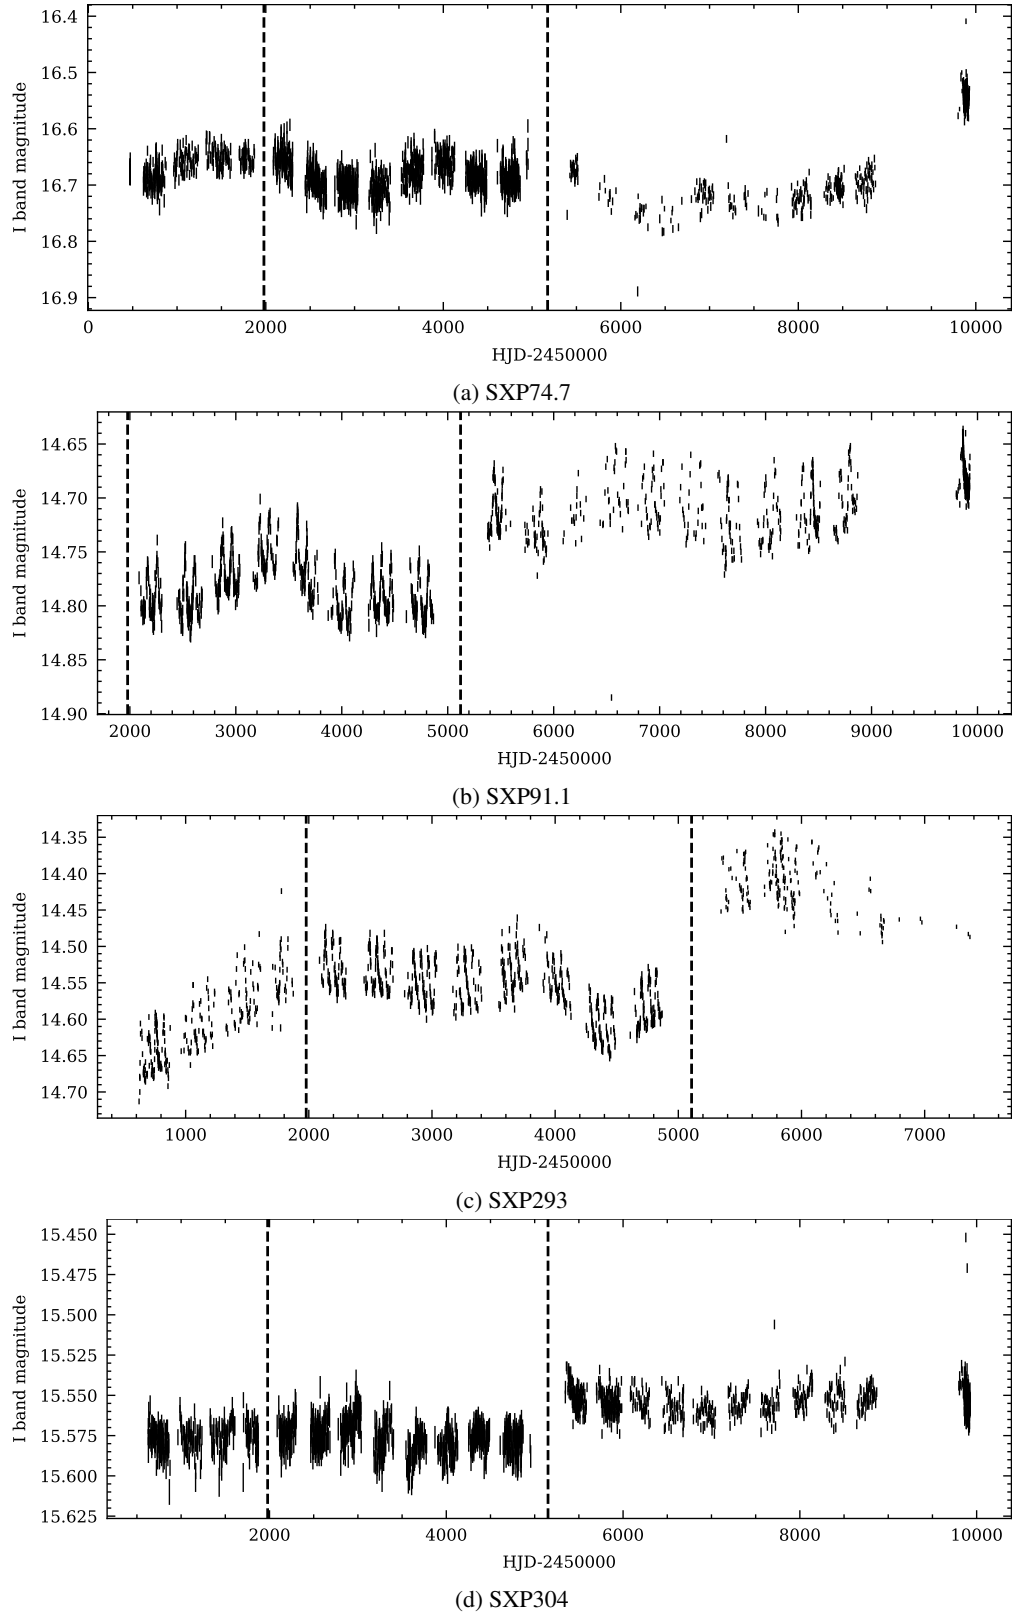 16.4
16.5
16.6
16.7
16.8
16.9
I band magnitude
0 2000 4000 6000 8000 10000
HJD-2450000
(a) SXP74.7
14.65
14.70
14.75
14.80
14.85
14.90
I band magnitude
2000 3000 4000 5000 6000 7000 8000 9000 10000
HJD-2450000
(b) SXP91.1
14.35
14.40
14.45
14.50
14.55
14.60
14.65
14.70
I band magnitude
1000 2000 3000 4000 5000 6000 7000
HJD-2450000
(c) SXP293
15.450
15.475
15.500
15.525
15.550
15.575
15.600
15.625
I band magnitude
2000 4000 6000 8000 10000
HJD-2450000
(d) SXP304